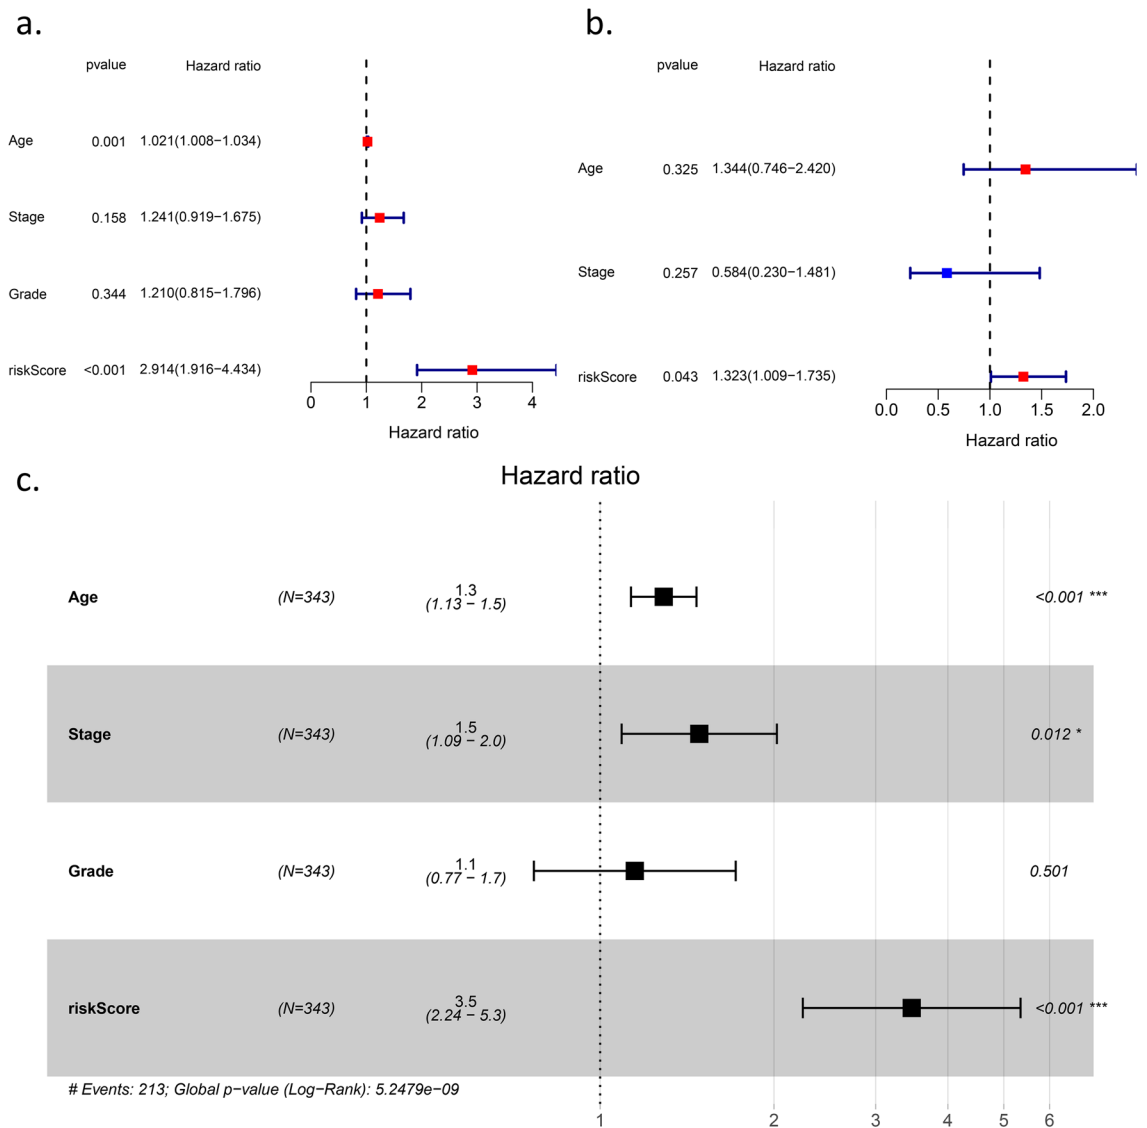 a.
pvalue Hazard ratio
Age 0.001 1.021(1.008−1.034)
Stage 0.158 1.241(0.919−1.675)
Grade 0.344 1.210(0.815−1.796)
riskScore <0.001 2.914(1.916−4.434)
0 1 2 3 4
Hazard ratio
b.
pvalue Hazard ratio
Age 0.325 1.344(0.746−2.420)
Stage 0.257 0.584(0.230−1.481)
riskScore 0.043 1.323(1.009−1.735)
0.0 0.5 1.0 1.5 2.0
Hazard ratio
c.
Hazard ratio
Age (N=343) 1.3 <0.001 ***
(1.13 − 1.5)
Stage (N=343) 1.5 0.012 *
(1.09 − 2.0)
Grade (N=343) 1.1 0.501
(0.77 − 1.7)
riskScore (N=343) 3.5 <0.001 ***
(2.24 − 5.3)
# Events: 213; Global p−value (Log−Rank): 5.2479e−09
1 2 3 4 5 6